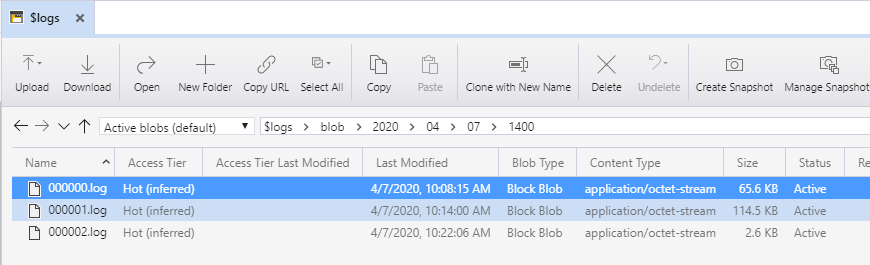 $logs ×
Upload Download Open New Folder Copy URL Select All Copy Paste Clone with New Name Delete Undelete Create Snapshot Manage Snapshot
Active blobs (default) $logs > blob > 2020 > 04 > 07 > 1400
Name Access Tier Access Tier Last Modified Last Modified Blob Type Content Type Size Status Re
000000.log Hot (inferred) 4/7/2020, 10:08:15 AM Block Blob application/octet-stream 65.6 KB Active
000001.log Hot (inferred) 4/7/2020, 10:14:00 AM Block Blob application/octet-stream 114.5 KB Active
000002.log Hot (inferred) 4/7/2020, 10:22:06 AM Block Blob application/octet-stream 2.6 KB Active